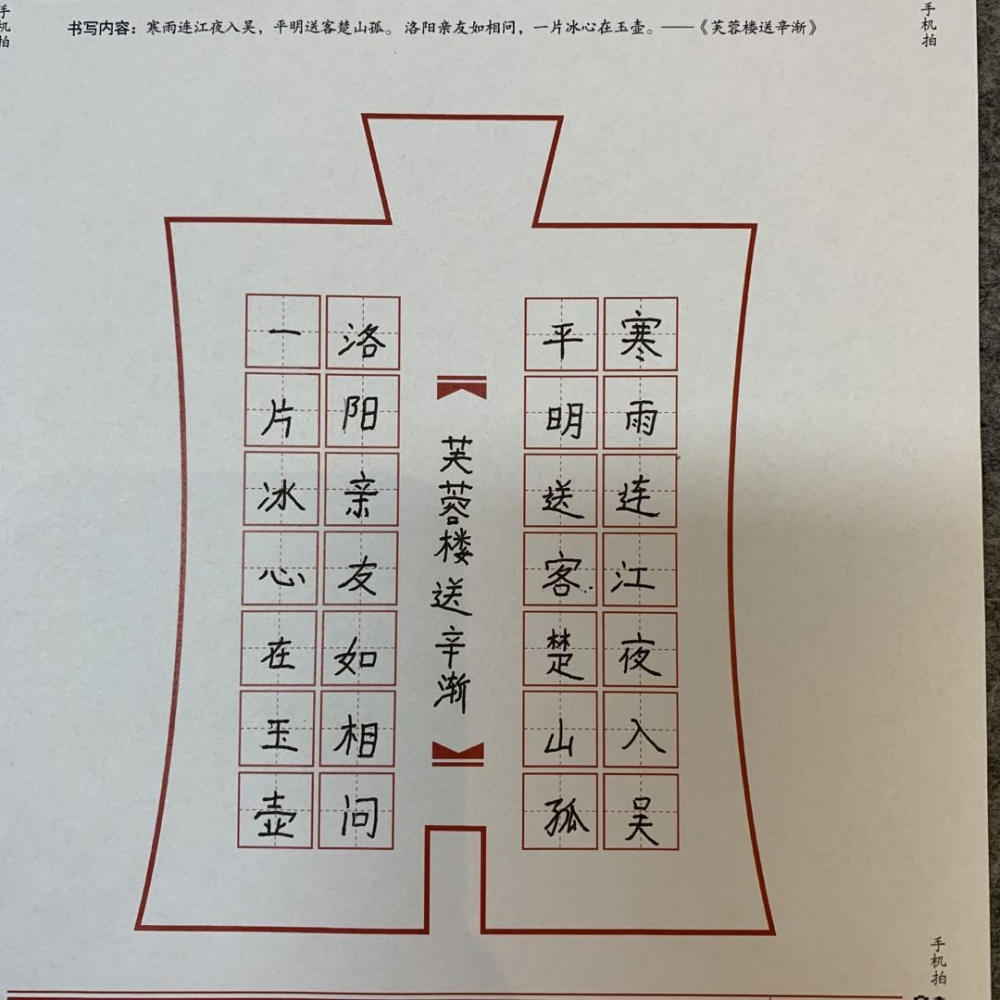 手机拍
手机拍
书写内容：寒雨连江夜入吴，平明送客楚山孤。洛阳亲友如相问，一片冰心在玉壶。——《芙蓉楼送辛渐》
寒雨连江夜入吴
平明送客楚山孤
芙蓉楼送辛渐
洛阳亲友如相问
一片冰心在玉壶
手机拍